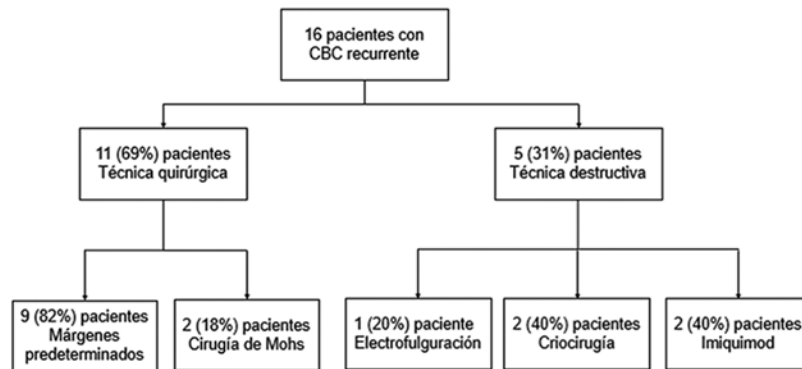 16 pacientes con
CBC recurrente
11 (69%) pacientes
Técnica quirúrgica
5 (31%) pacientes
Técnica destructiva
9 (82%) pacientes
Márgenes
predeterminados
2 (18%) pacientes
Cirugía de Mohs
1 (20%) paciente
Electrofulguración
2 (40%) pacientes
Criocirugía
2 (40%) pacientes
Imiquimod